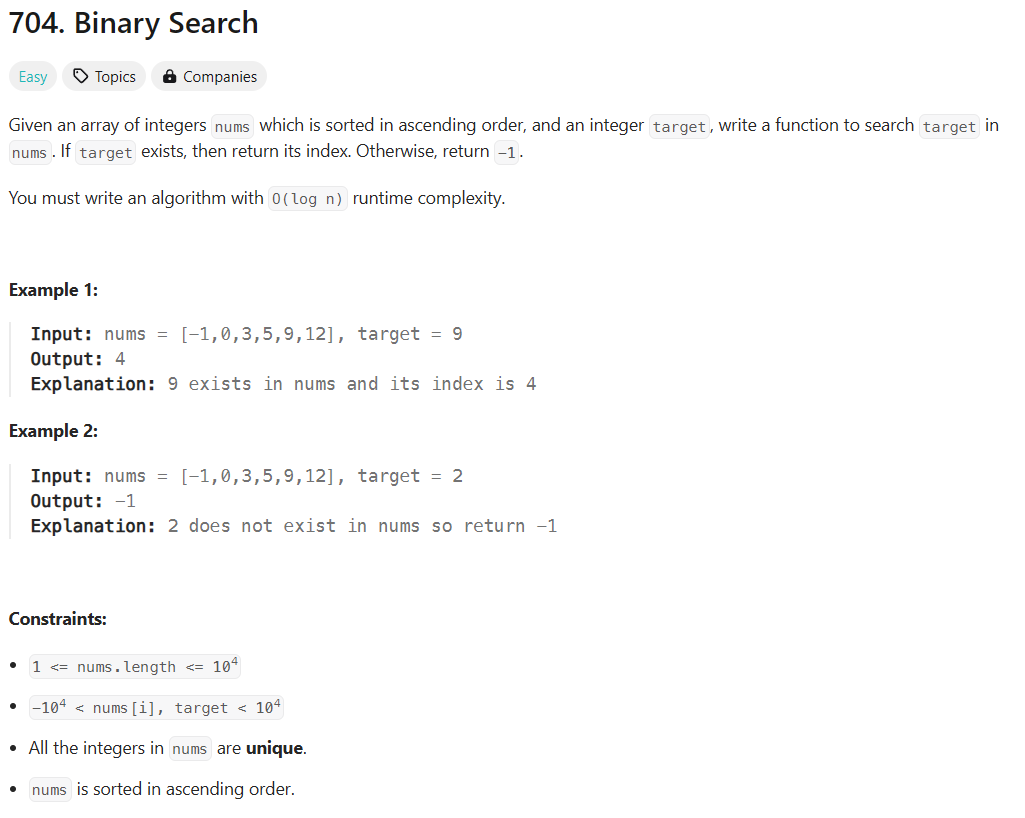 704. Binary Search
Easy Topics Companies
Given an array of integers nums which is sorted in ascending order, and an integer target, write a function to search target in
nums. If target exists, then return its index. Otherwise, return -1.
You must write an algorithm with O(log n) runtime complexity.
Example 1:
Input: nums = [-1,0,3,5,9,12], target = 9
Output: 4
Explanation: 9 exists in nums and its index is 4
Example 2:
Input: nums = [-1,0,3,5,9,12], target = 2
Output: -1
Explanation: 2 does not exist in nums so return -1
Constraints:
• 1 <= nums.length <= 10⁴
• -10⁴ < nums[i], target < 10⁴
• All the integers in nums are unique.
• nums is sorted in ascending order.